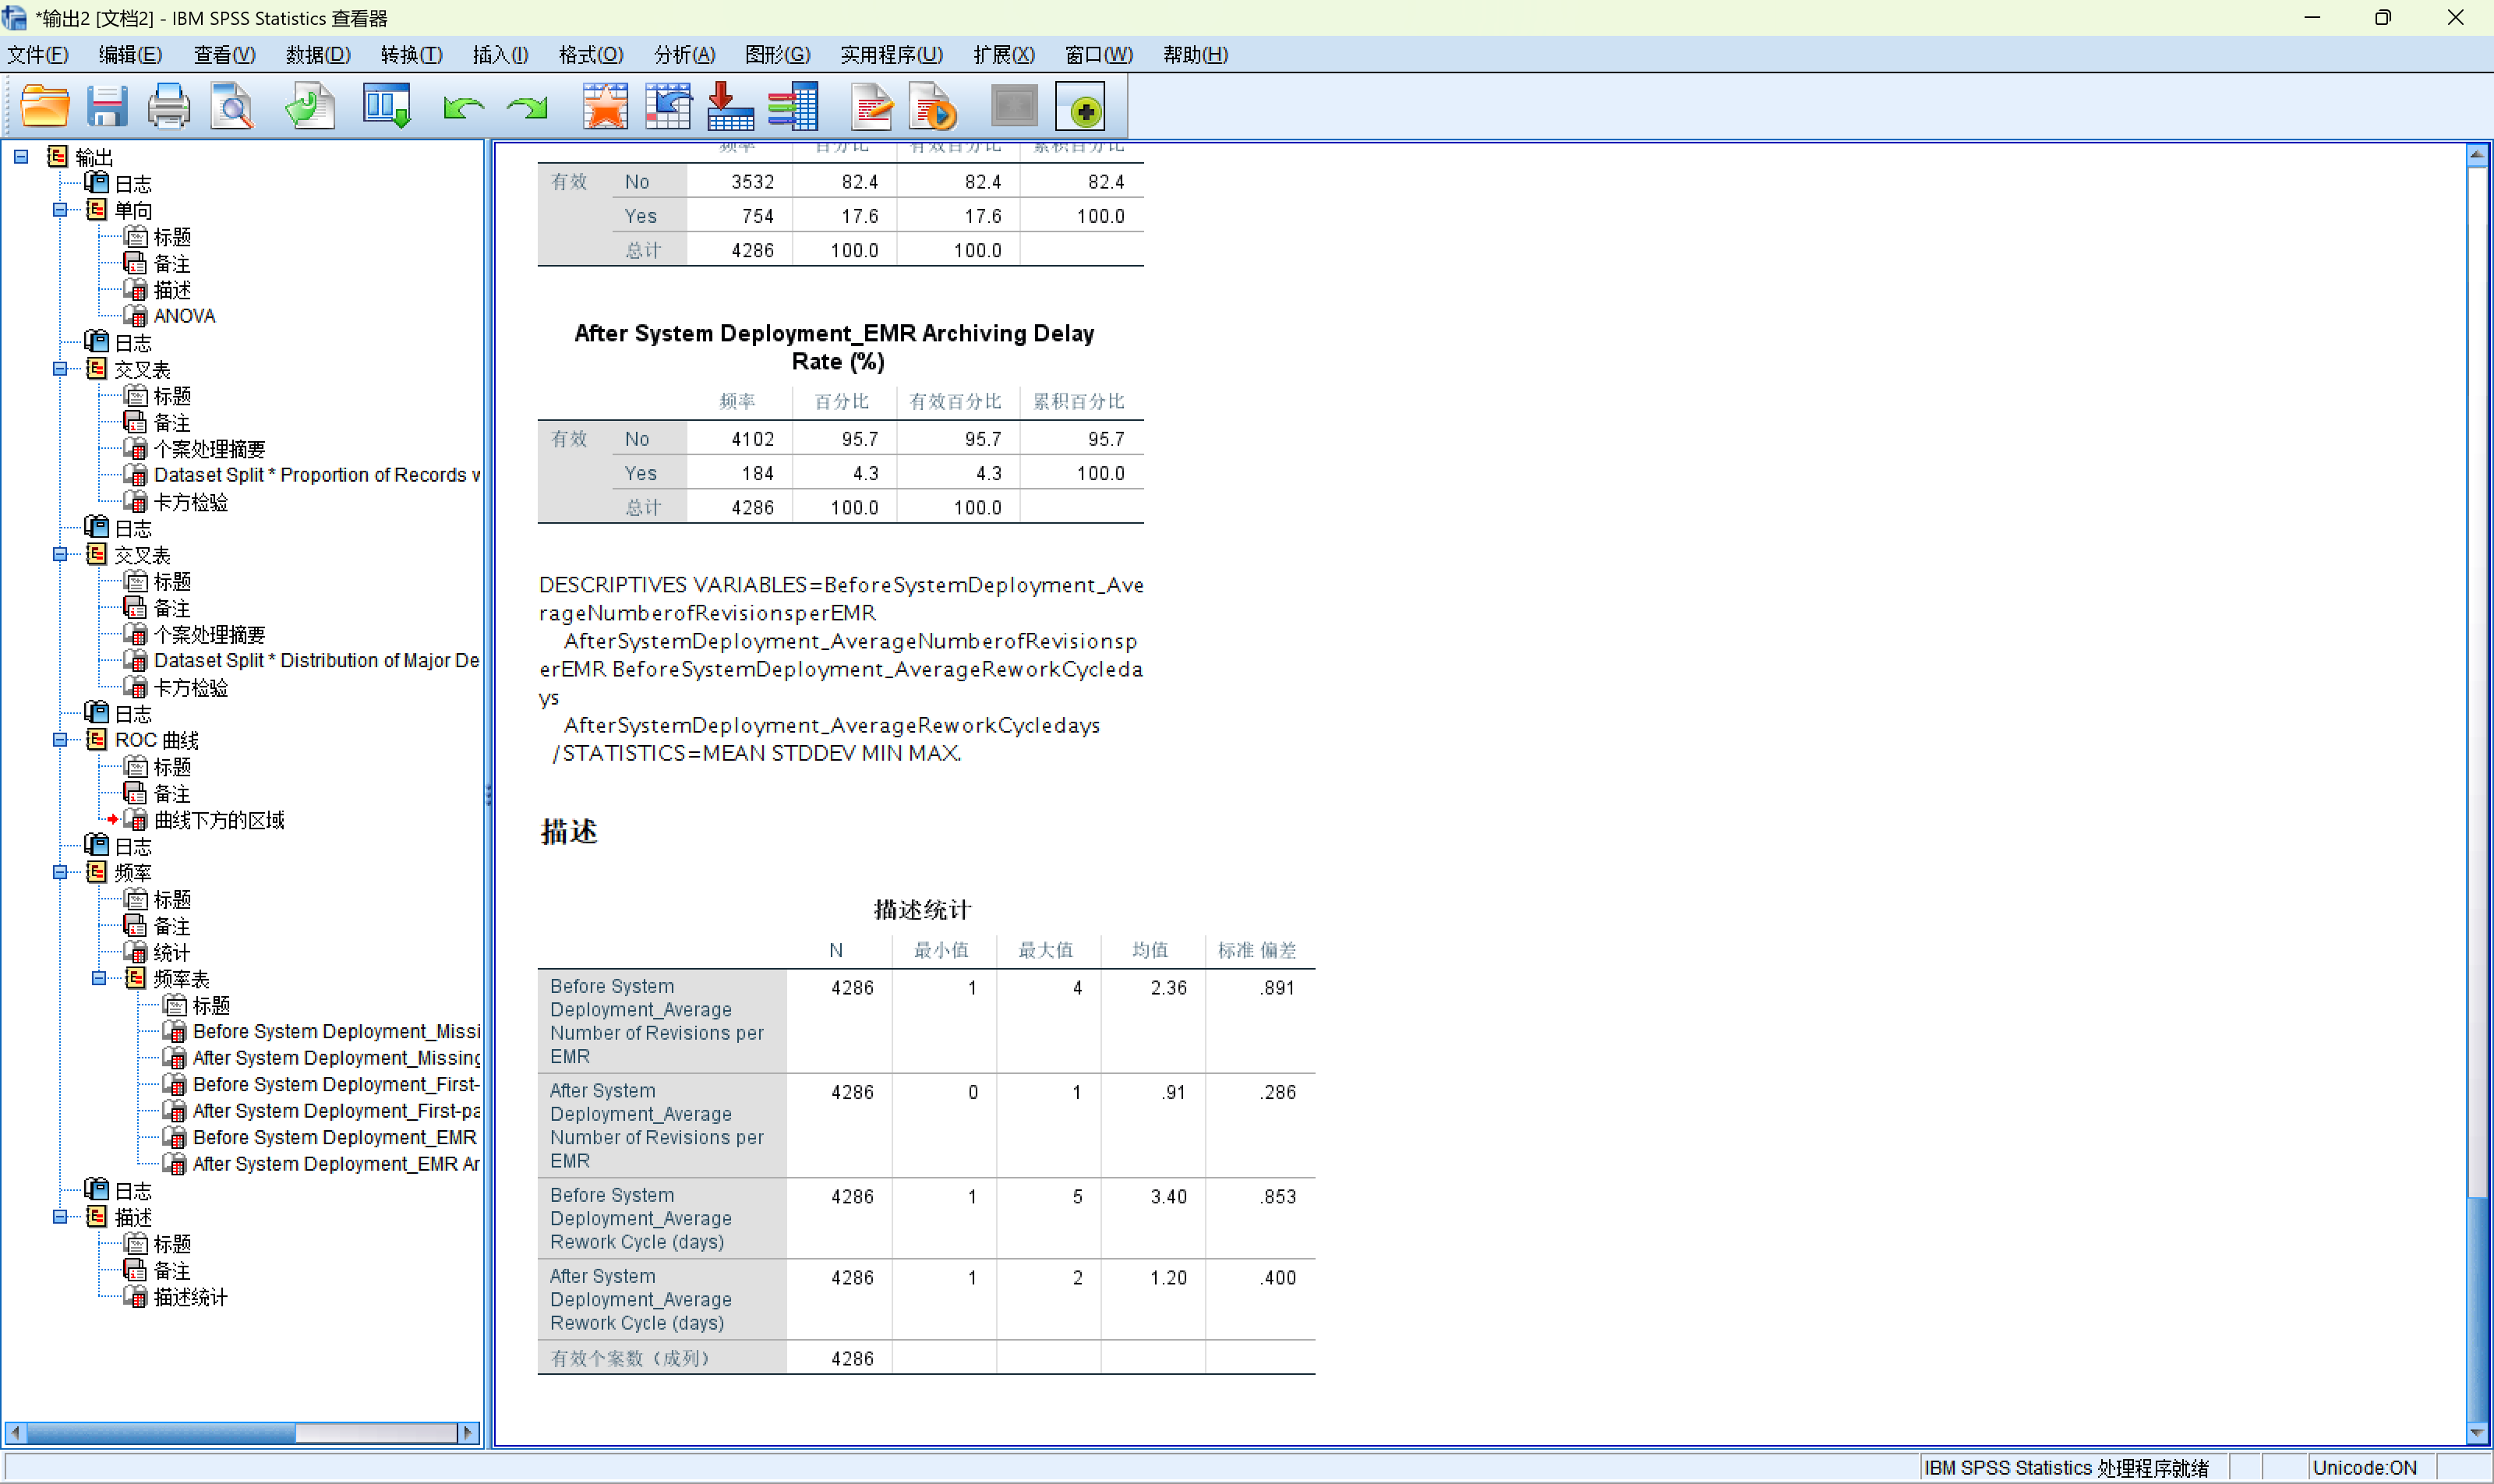 *输出2 [文档2] - IBM SPSS Statistics 查看器
文件(F) 编辑(E) 查看(V) 数据(D) 转换(T) 插入(I) 格式(O) 分析(A) 图形(G) 实用程序(U) 扩展(X) 窗口(W) 帮助(H)
输出
日志
单向
标题
备注
描述
ANOVA
日志
交叉表
标题
备注
个案处理摘要
Dataset Split * Proportion of Records
卡方检验
日志
交叉表
标题
备注
个案处理摘要
Dataset Split * Distribution of Major De
卡方检验
日志
ROC 曲线
标题
备注
曲线下方的区域
日志
频率
标题
备注
统计
频率表
标题
Before System Deployment_Missi
After System Deployment_Missing
Before System Deployment_First-
After System Deployment_First-pa
Before System Deployment_EMR
After System Deployment_EMR Ar
日志
描述
标题
备注
描述统计
频率 百分比 有效百分比 累积百分比
有效 No 3532 82.4 82.4 82.4
Yes 754 17.6 17.6 100.0
总计 4286 100.0 100.0
After System Deployment_EMR Archiving Delay
Rate (%)
频率 百分比 有效百分比 累积百分比
有效 No 4102 95.7 95.7 95.7
Yes 184 4.3 4.3 100.0
总计 4286 100.0 100.0
DESCRIPTIVES VARIABLES=BeforeSystemDeployment_Ave
rageNumberofRevisionsperEMR
AfterSystemDeployment_AverageNumberofRevisionsp
erEMR BeforeSystemDeployment_AverageReworkCycleda
ys
AfterSystemDeployment_AverageReworkCycledays
/STATISTICS=MEAN STDDEV MIN MAX.
描述
描述统计
N 最小值 最大值 均值 标准 偏差
Before System 4286 1 4 2.36 .891
Deployment_Average
Number of Revisions per
EMR
After System 4286 0 1 .91 .286
Deployment_Average
Number of Revisions per
EMR
Before System 4286 1 5 3.40 .853
Deployment_Average
Rework Cycle (days)
After System 4286 1 2 1.20 .400
Deployment_Average
Rework Cycle (days)
有效个案数（成列） 4286
IBM SPSS Statistics 处理程序就绪 Unicode:ON